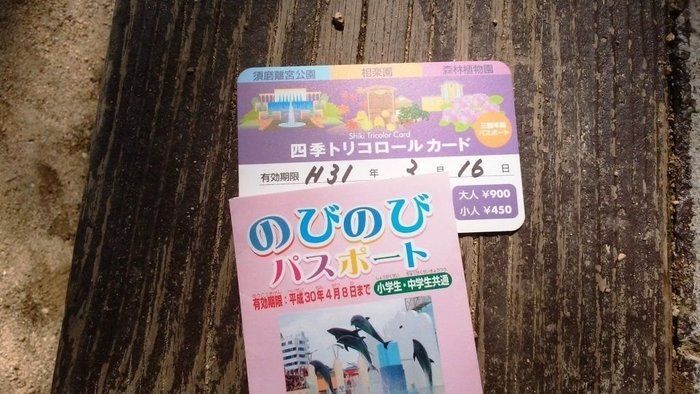 須磨離宮公園 相楽園 森林植物園
Shiki Tricolor Card
三園年間
パスポート
四季トリコロールカード
有効期限 H31 年 3 月 16 日
大人 ¥900
小人 ¥450
のびのび
パスポート
有効期限:平成30年4月8日まで
小学生・中学生共通